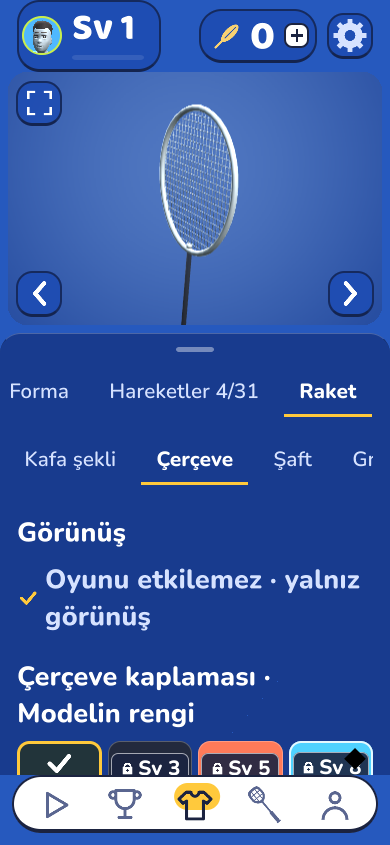 Sv 1
0
Forma Hareketler 4/31 Raket
Kafa şekli Çerçeve Şaft
Görünüş
Oyunu etkilemez · yalnız
görünüş
Çerçeve kaplaması ·
Modelin rengi
Sv 3 Sv 5 Sv